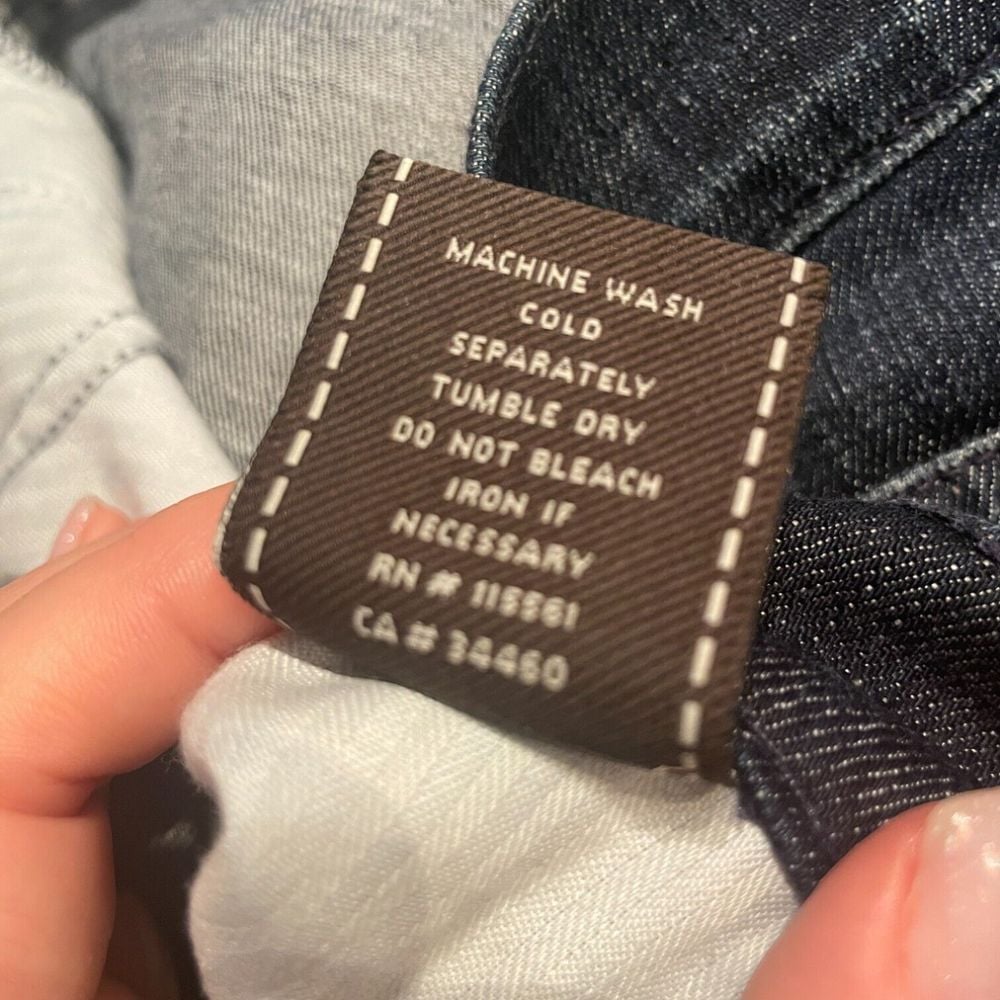 MACHINE WASH
COLD
SEPARATELY
TUMBLE DRY
DO NOT BLEACH
IRON IF
NECESSARY
RN # 115561
CA # 34460